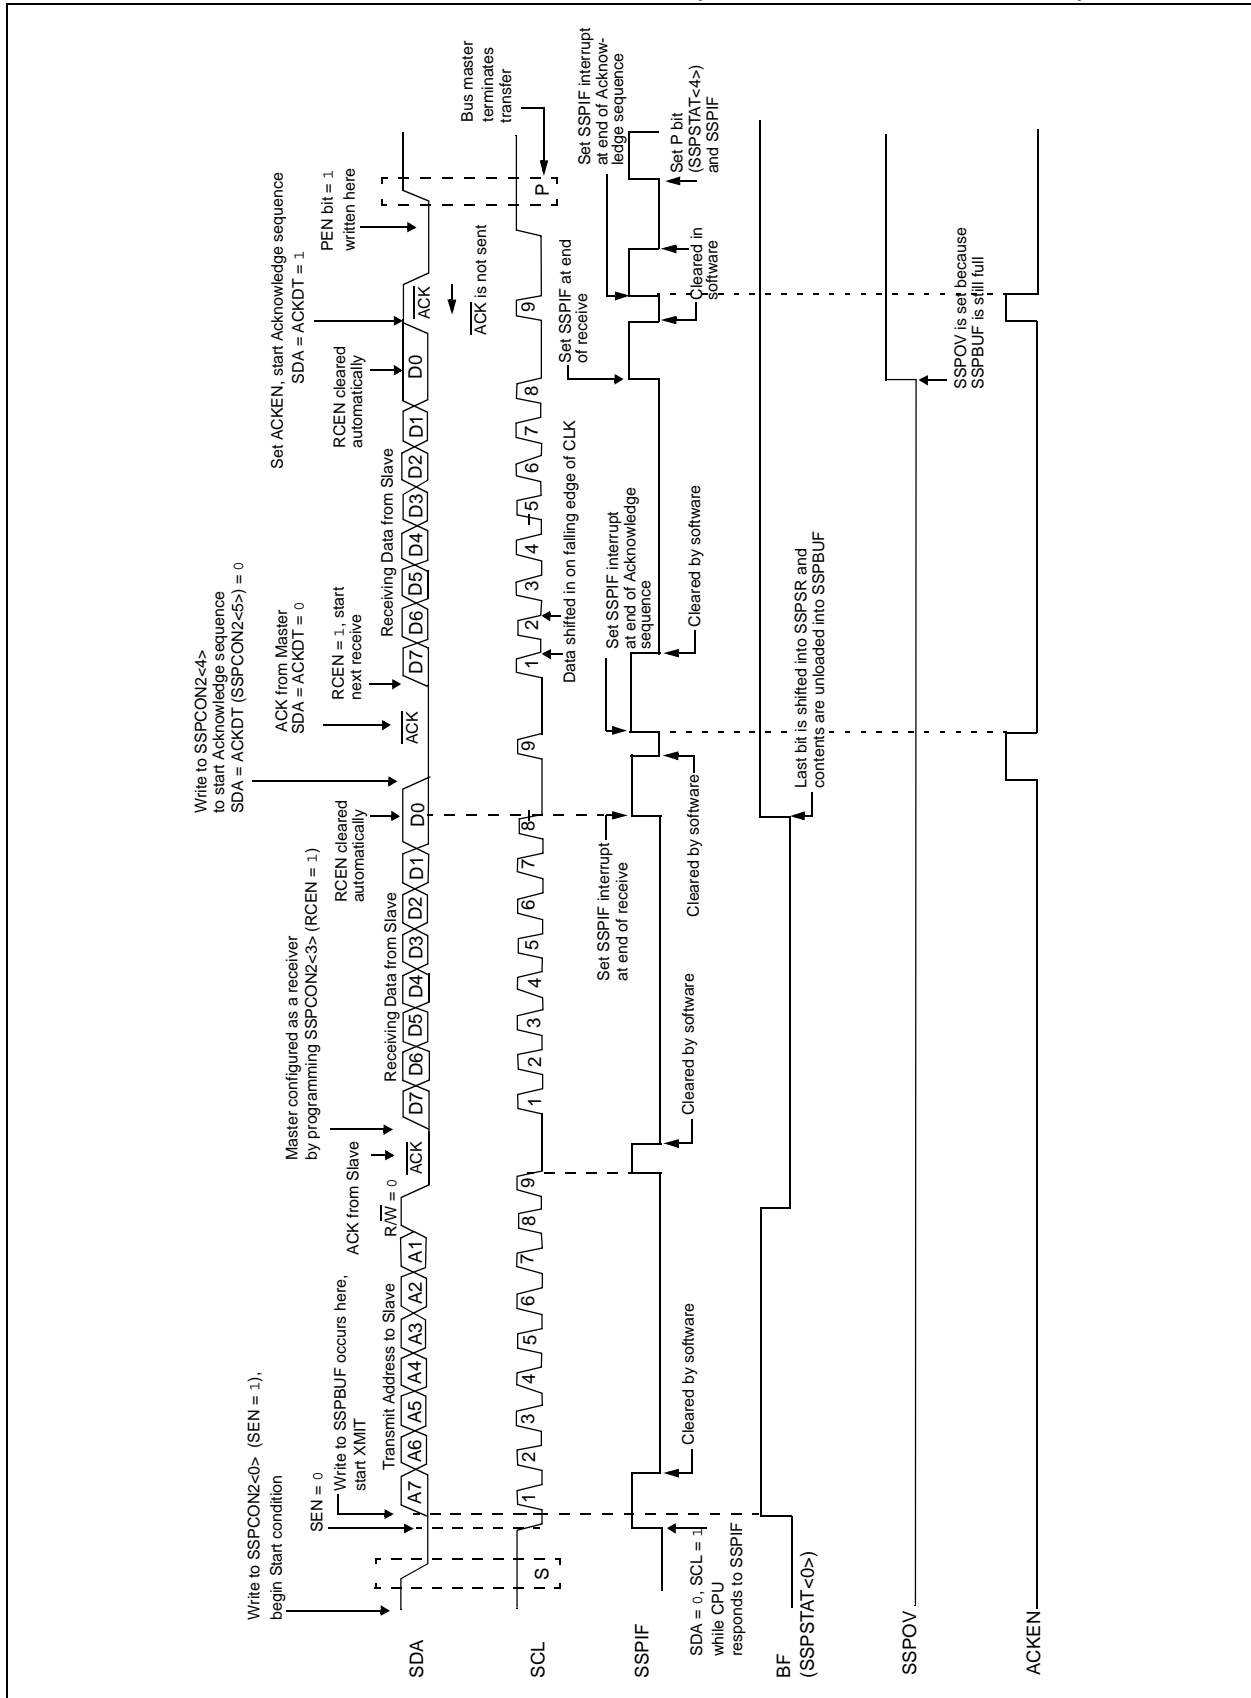 Write to SSPCON2<0> (SEN = 1),
begin Start condition
SEN = 0
Write to SSPBUF occurs here,
start XMIT
Transmit Address to Slave
ACK from Slave
R/W = 0
Master configured as a receiver
by programming SSPCON2<3> (RCEN = 1)
Receiving Data from Slave
RCEN cleared
automatically
Write to SSPCON2<4>
to start Acknowledge sequence
SDA = ACKDT (SSPCON2<5>) = 0
ACK from Master
SDA = ACKDT = 0
RCEN = 1, start
next receive
Receiving Data from Slave
RCEN cleared
automatically
Set ACKEN, start Acknowledge sequence
SDA = ACKDT = 1
PEN bit = 1
written here
SDA
A7 A6 A5 A4 A3 A2 A1 ACK D7 D6 D5 D4 D3 D2 D1 D0 ACK D7 D6 D5 D4 D3 D2 D1 D0 ACK
ACK is not sent
Bus master
terminates
transfer
SCL
S 1 2 3 4 5 6 7 8 9 1 2 3 4 5 6 7 8 9 1 2 3 4 5 6 7 8 9 P
Data shifted in on falling edge of CLK
Set SSPIF interrupt
at end of receive
Set SSPIF interrupt
at end of Acknowledge
sequence
Set SSPIF at end
of receive
Set SSPIF interrupt
at end of Acknow-
ledge sequence
SSPIF
SDA = 0, SCL = 1
while CPU
responds to SSPIF
Cleared by software
Cleared by software
Cleared by software
Cleared by software
Cleared in
software
Set P bit
(SSPSTAT<4>)
and SSPIF
BF
(SSPSTAT<0>)
Last bit is shifted into SSPSR and
contents are unloaded into SSPBUF
SSPOV
SSPOV is set because
SSPBUF is still full
ACKEN